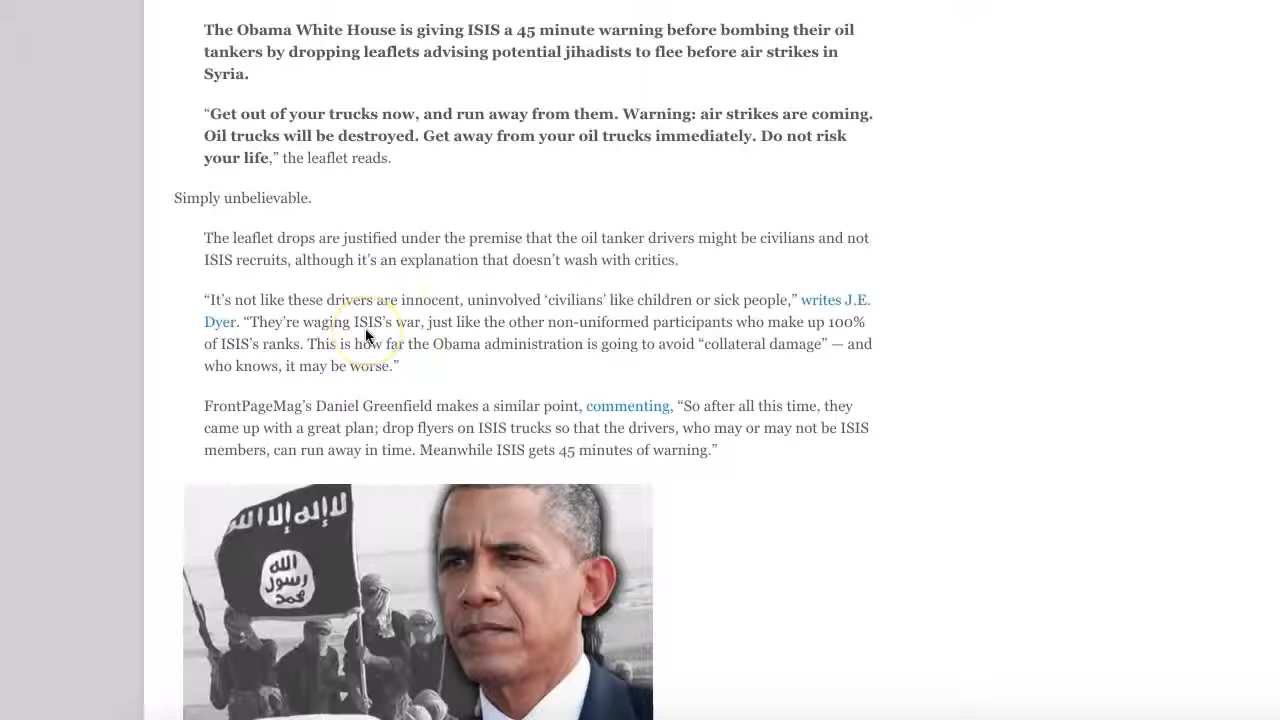 The Obama White House is giving ISIS a 45 minute warning before bombing their oil
tankers by dropping leaflets advising potential jihadists to flee before air strikes in
Syria.
“Get out of your trucks now, and run away from them. Warning: air strikes are coming.
Oil trucks will be destroyed. Get away from your oil trucks immediately. Do not risk
your life,” the leaflet reads.
Simply unbelievable.
The leaflet drops are justified under the premise that the oil tanker drivers might be civilians and not
ISIS recruits, although it’s an explanation that doesn’t wash with critics.
“It’s not like these drivers are innocent, uninvolved ‘civilians’ like children or sick people,” writes J.E.
Dyer. “They’re waging ISIS’s war, just like the other non-uniformed participants who make up 100%
of ISIS’s ranks. This is how far the Obama administration is going to avoid “collateral damage” — and
who knows, it may be worse.”
FrontPageMag’s Daniel Greenfield makes a similar point, commenting, “So after all this time, they
came up with a great plan; drop flyers on ISIS trucks so that the drivers, who may or may not be ISIS
members, can run away in time. Meanwhile ISIS gets 45 minutes of warning.”
لا إله إلا الله
الله
رسول
محمد